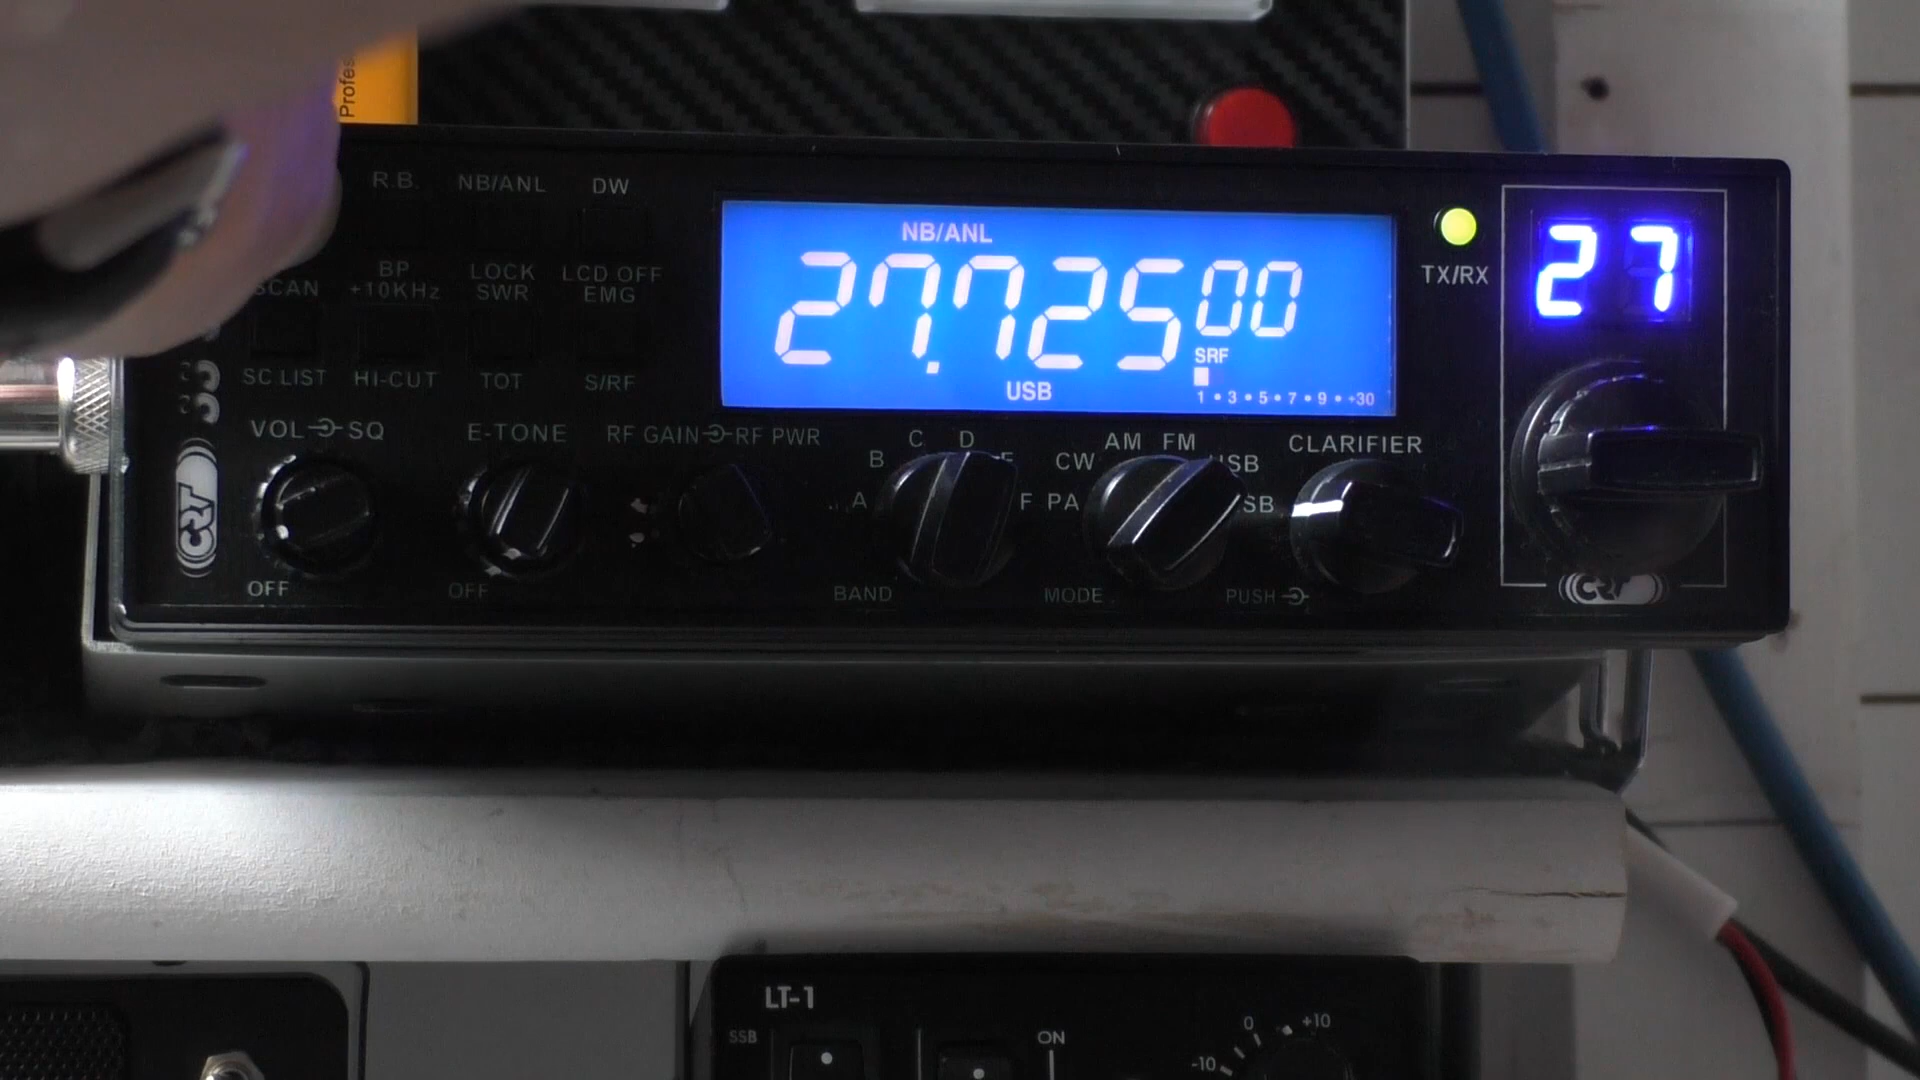 Profes
R.B. NB/ANL DW
NB/ANL
27.725 00
SRF
1 • 3 • 5 • 7 • 9 • +30
USB
TX/RX
27
SCAN BP +10KHz LOCK SWR LCD OFF EMG
SC LIST HI-CUT TOT S/RF
SS
CRT
VOL SQ E-TONE RF GAIN RF PWR
A B C D F
PA CW AM FM USB SB
CLARIFIER
OFF OFF BAND MODE PUSH
CRT
LT-1
SSB ON
-10 0 +10